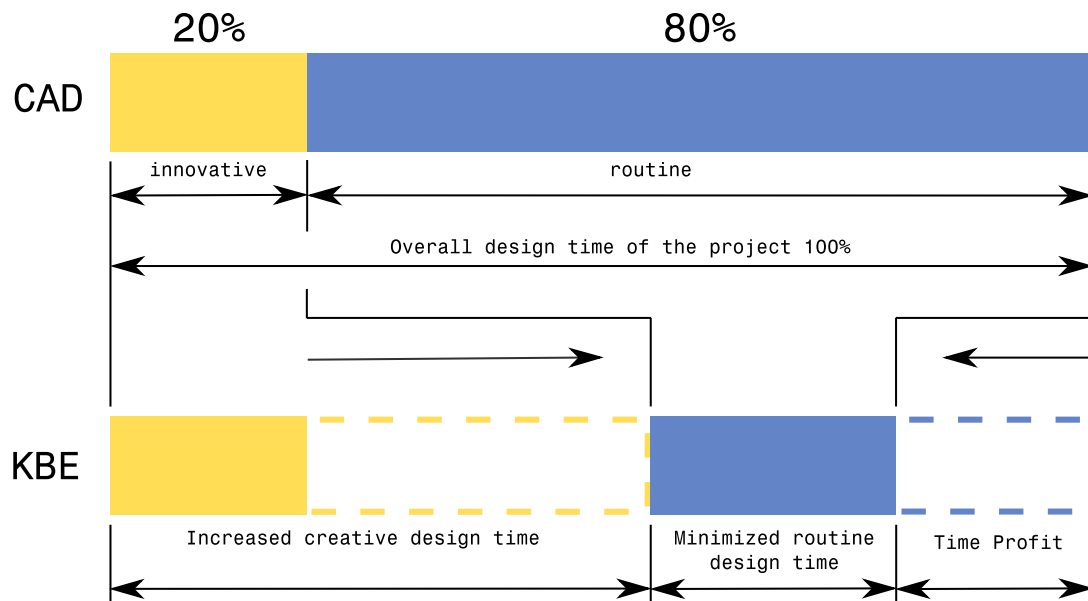 20%
80%
CAD
innovative
routine
Overall design time of the project 100%
KBE
Increased creative design time
Minimized routine
design time
Time Profit